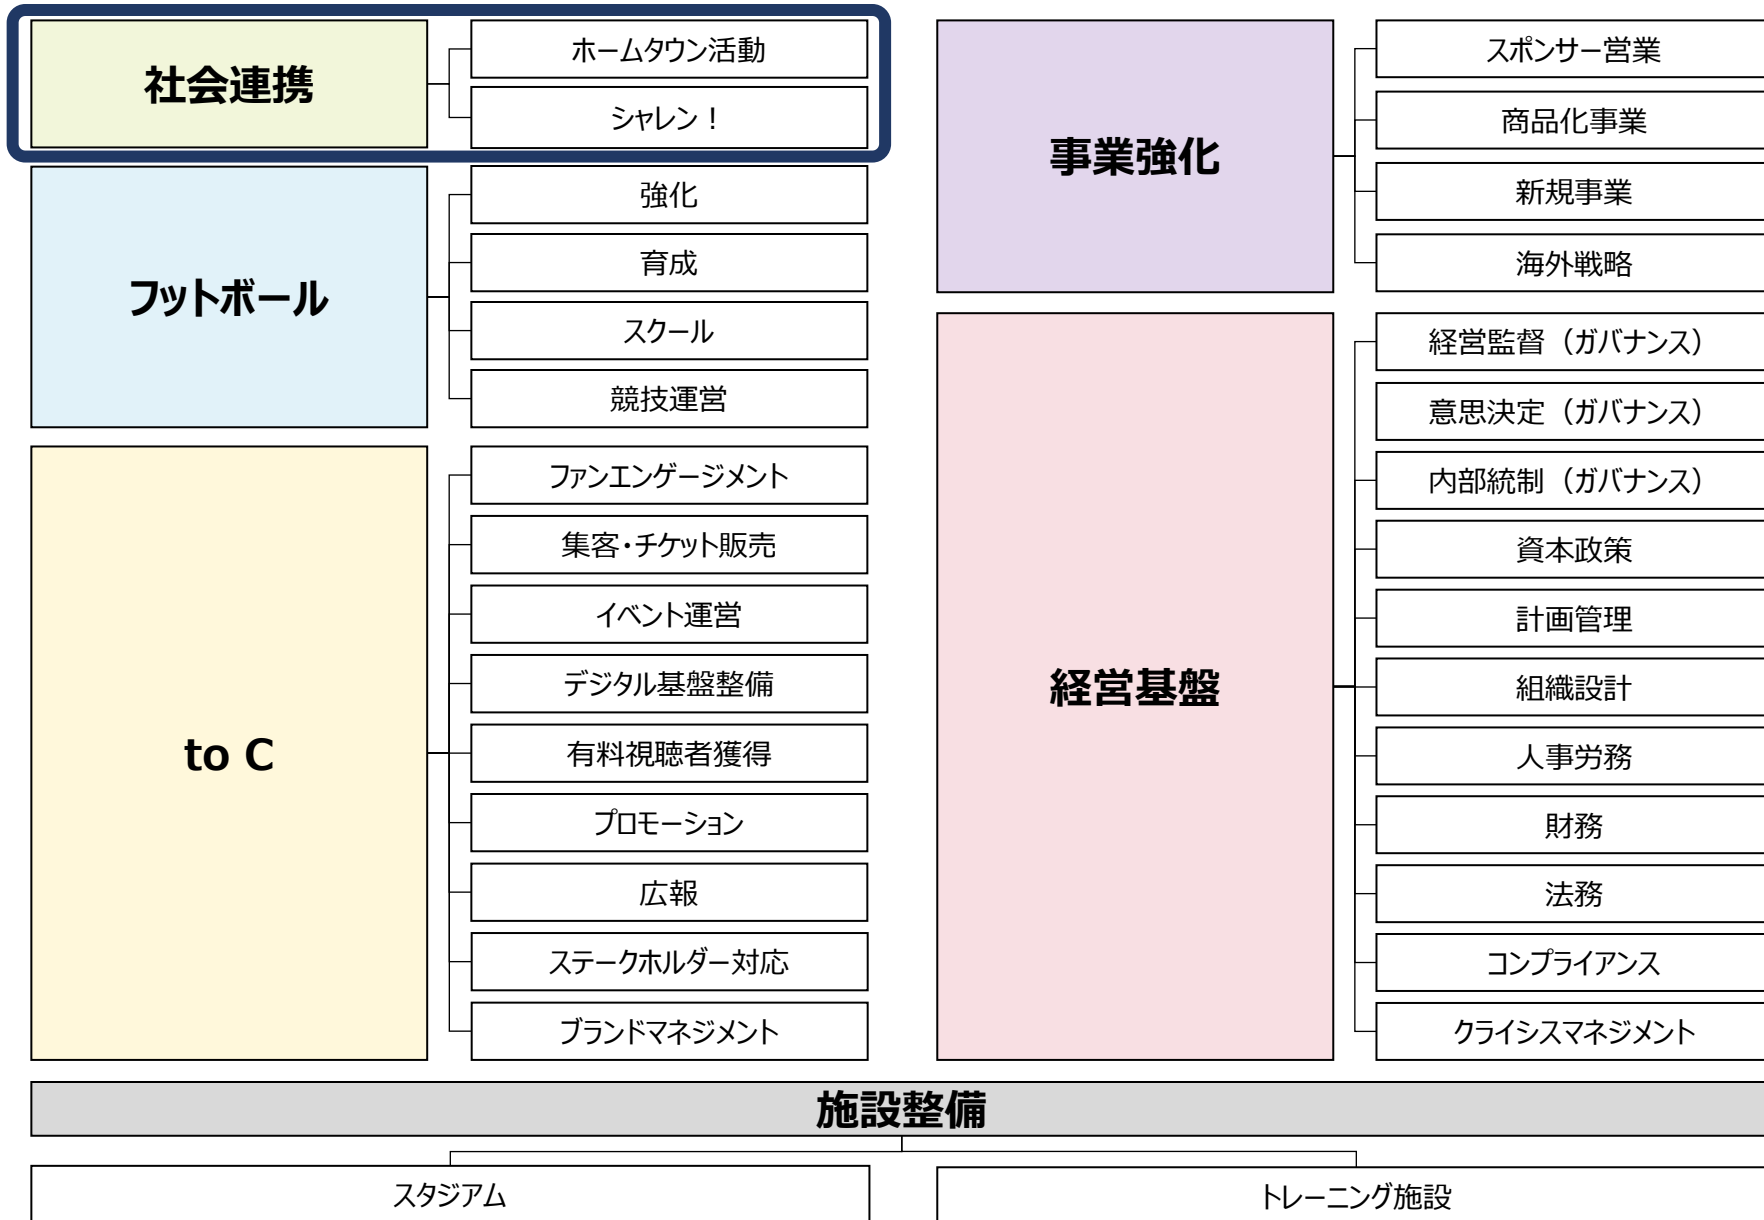 社会連携
ホームタウン活動
シャレン！
フットボール
強化
育成
スクール
競技運営
to C
ファンエンゲージメント
集客・チケット販売
イベント運営
デジタル基盤整備
有料視聴者獲得
プロモーション
広報
ステークホルダー対応
ブランドマネジメント
事業強化
スポンサー営業
商品化事業
新規事業
海外戦略
経営基盤
経営監督（ガバナンス）
意思決定（ガバナンス）
内部統制（ガバナンス）
資本政策
計画管理
組織設計
人事労務
財務
法務
コンプライアンス
クライシスマネジメント
施設整備
スタジアム
トレーニング施設